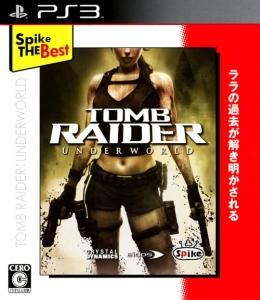 PS3
Spike
THE Best
TOMB
RAIDER
UNDERWORLD
ララの過去が解き明かされる
TOMB RAIDER: UNDERWORLD
CRYSTAL
DYNAMICS
eidos
Spike
CERO
C